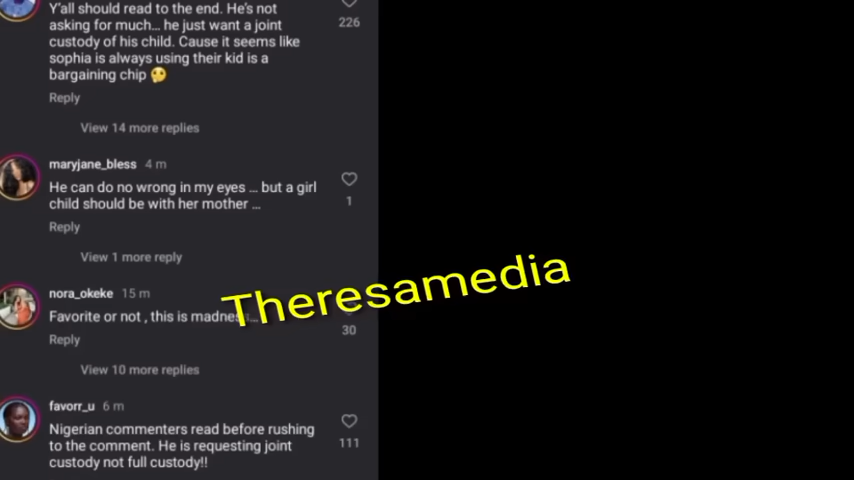 Y'all should read to the end. He's not
asking for much... he just want a joint
custody of his child. Cause it seems like
sophia is always using their kid is a
bargaining chip 🤔
226
Reply
View 14 more replies
maryjane_bless 4 m
He can do no wrong in my eyes ... but a girl
child should be with her mother ...
1
Reply
View 1 more reply
nora_okeke 15 m
Favorite or not , this is madnes
30
Reply
View 10 more replies
Theresamedia
favorr_u 6 m
Nigerian commenters read before rushing
to the comment. He is requesting joint
custody not full custody!!
111